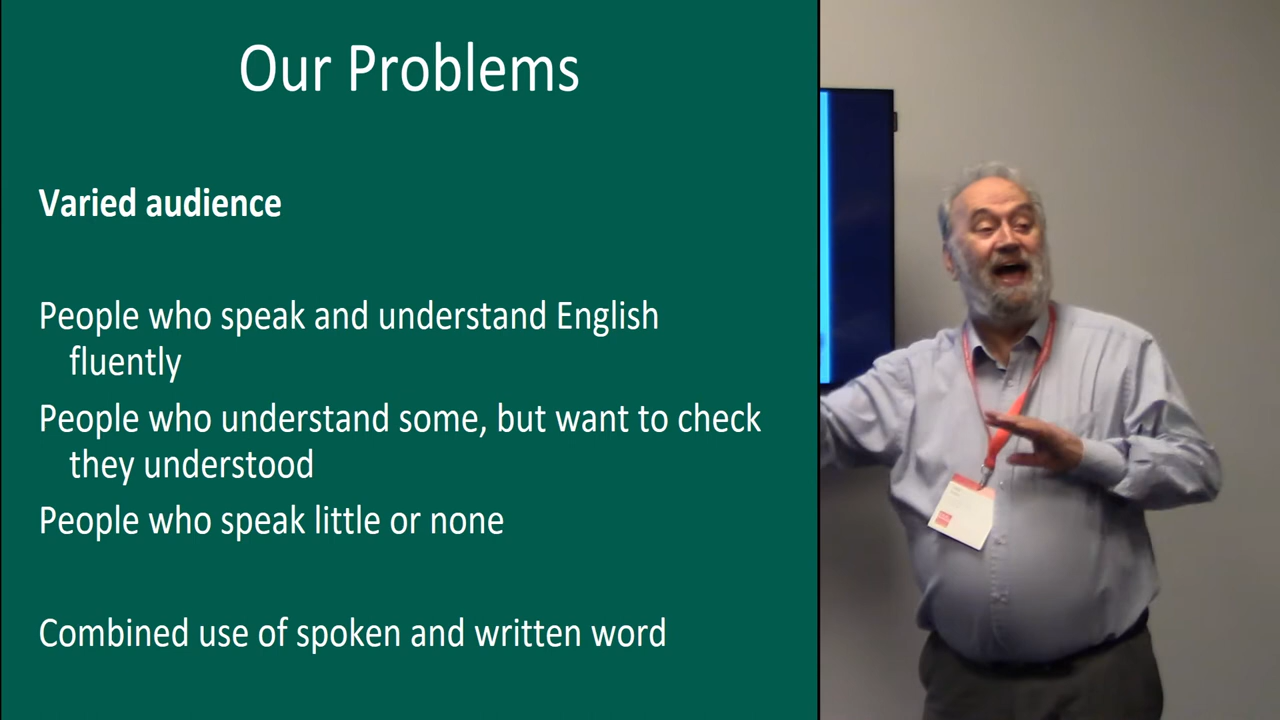 Our Problems
Varied audience
People who speak and understand English
fluently
People who understand some, but want to check
they understood
People who speak little or none
Combined use of spoken and written word